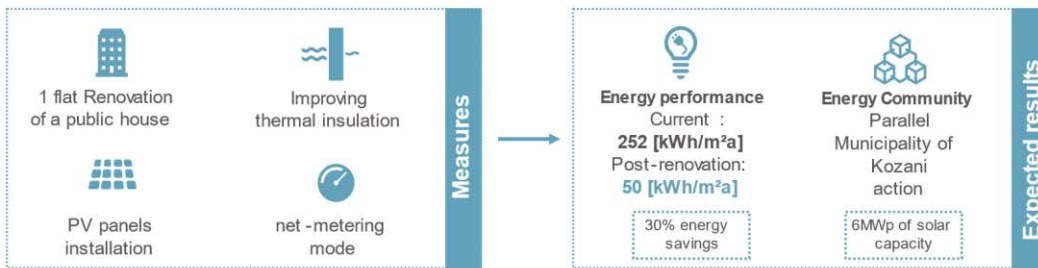 1 flat Renovation
of a public house
Improving
thermal insulation
PV panels
installation
net -metering
mode
Measures
Energy performance
Current :
252 [kWh/m²a]
Post-renovation:
50 [kWh/m²a]
30% energy
savings
Energy Community
Parallel
Municipality of
Kozani
action
6MWp of solar
capacity
Expected results